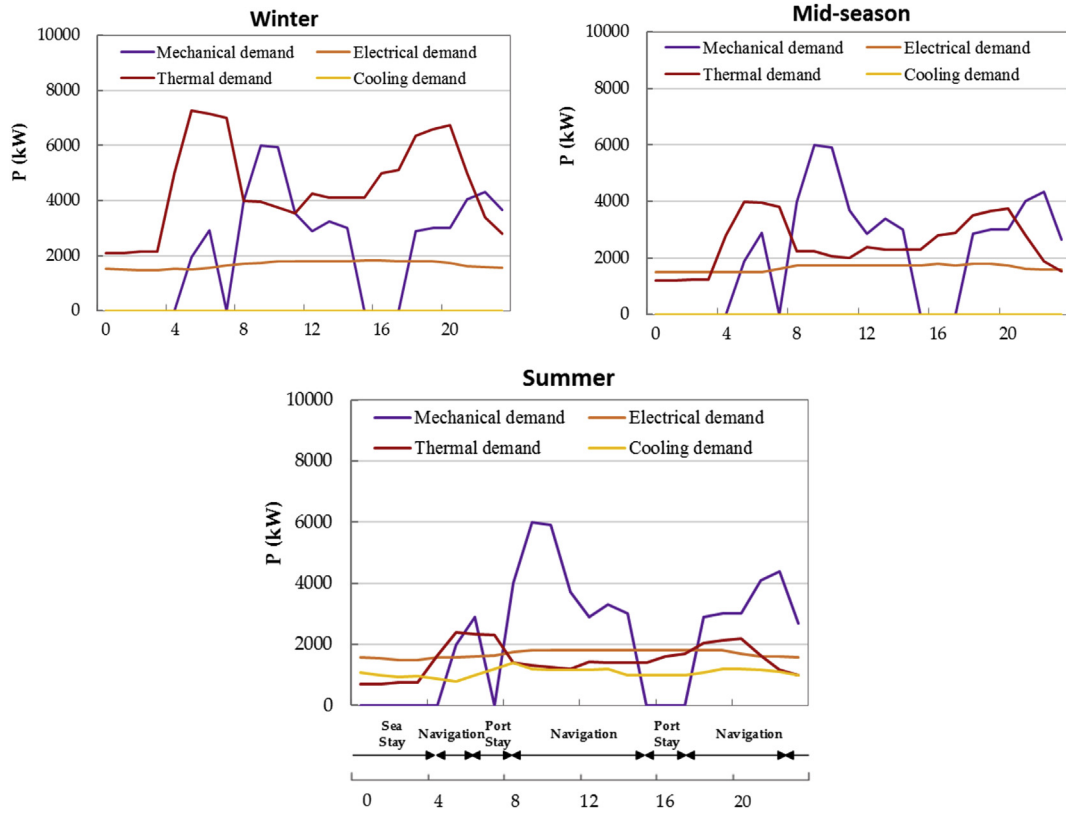 Winter
10000
Mechanical demand Electrical demand
Thermal demand Cooling demand
8000
6000
4000
2000
0
P (kW)
0 4 8 12 16 20
Mid-season
10000
Mechanical demand Electrical demand
Thermal demand Cooling demand
8000
6000
4000
2000
0
P (kW)
0 4 8 12 16 20
Summer
10000
Mechanical demand Electrical demand
Thermal demand Cooling demand
8000
6000
4000
2000
0
P (kW)
Sea Stay Navigation Port Stay Navigation Port Stay Navigation
0 4 8 12 16 20